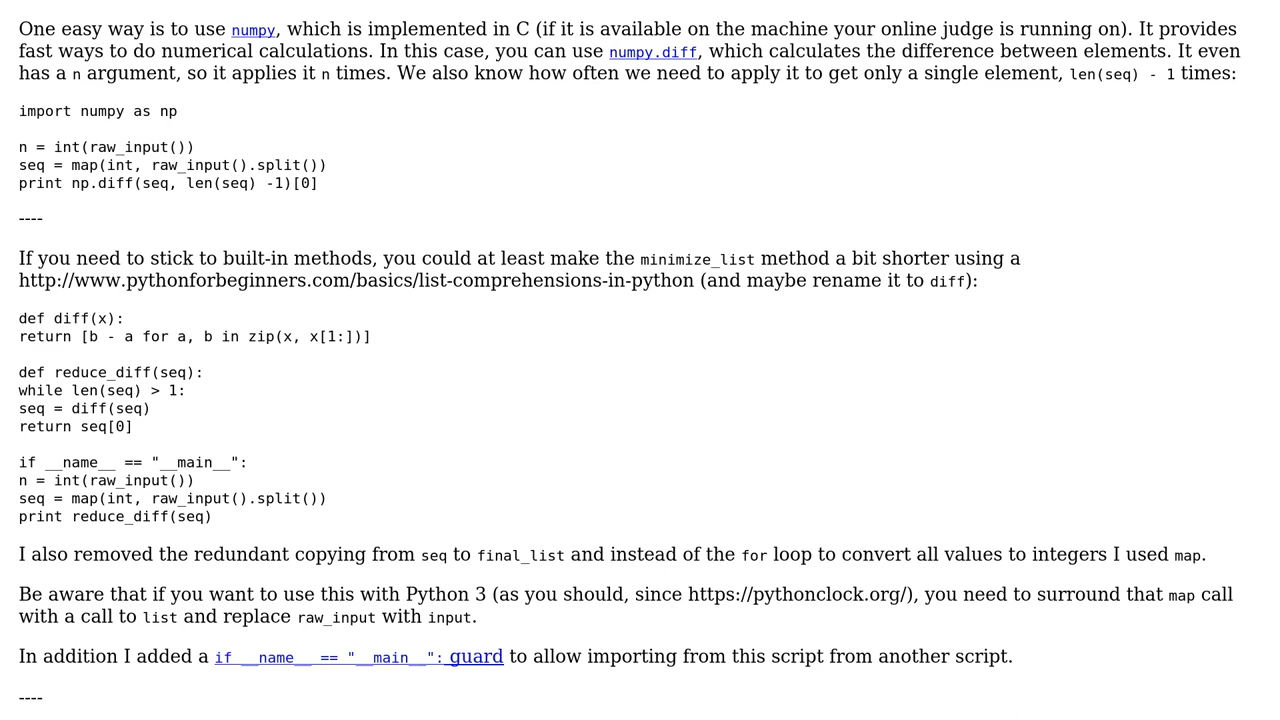 One easy way is to use numpy, which is implemented in C (if it is available on the machine your online judge is running on). It provides
fast ways to do numerical calculations. In this case, you can use numpy.diff, which calculates the difference between elements. It even
has a n argument, so it applies it n times. We also know how often we need to apply it to get only a single element, len(seq) - 1 times:
import numpy as np
n = int(raw_input())
seq = map(int, raw_input().split())
print np.diff(seq, len(seq) -1)[0]
----
If you need to stick to built-in methods, you could at least make the minimize_list method a bit shorter using a
http://www.pythonforbeginners.com/basics/list-comprehensions-in-python (and maybe rename it to diff):
def diff(x):
return [b - a for a, b in zip(x, x[1:])]
def reduce_diff(seq):
while len(seq) > 1:
seq = diff(seq)
return seq[0]
if __name__ == "__main__":
n = int(raw_input())
seq = map(int, raw_input().split())
print reduce_diff(seq)
I also removed the redundant copying from seq to final_list and instead of the for loop to convert all values to integers I used map.
Be aware that if you want to use this with Python 3 (as you should, since https://pythonclock.org/), you need to surround that map call
with a call to list and replace raw_input with input.
In addition I added a if __name__ == "__main__": guard to allow importing from this script from another script.
----